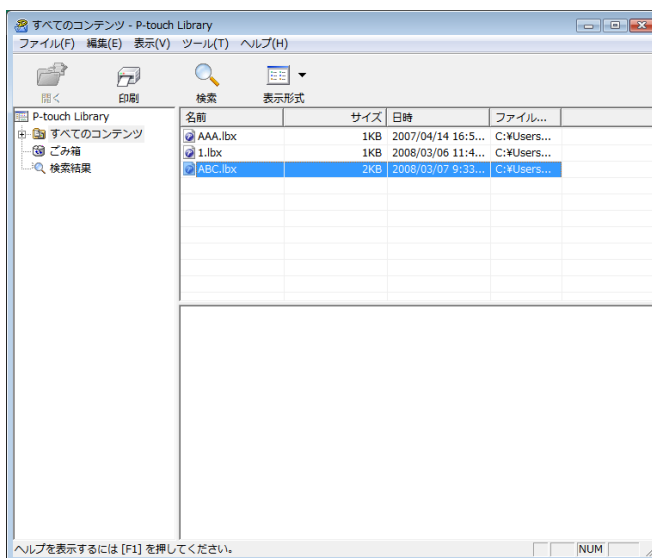 すべてのコンテンツ - P-touch Library
ファイル(F) 編集(E) 表示(V) ツール(T) ヘルプ(H)
開く 印刷 検索 表示形式
P-touch Library
すべてのコンテンツ
ごみ箱
検索結果
名前 サイズ 日時 ファイル...
AAA.lbx 1KB 2007/04/14 16:5... C:¥Users...
1.lbx 1KB 2008/03/06 11:4... C:¥Users...
ABC.lbx 2KB 2008/03/07 9:33... C:¥Users...
ヘルプを表示するには [F1] を押してください。 NUM